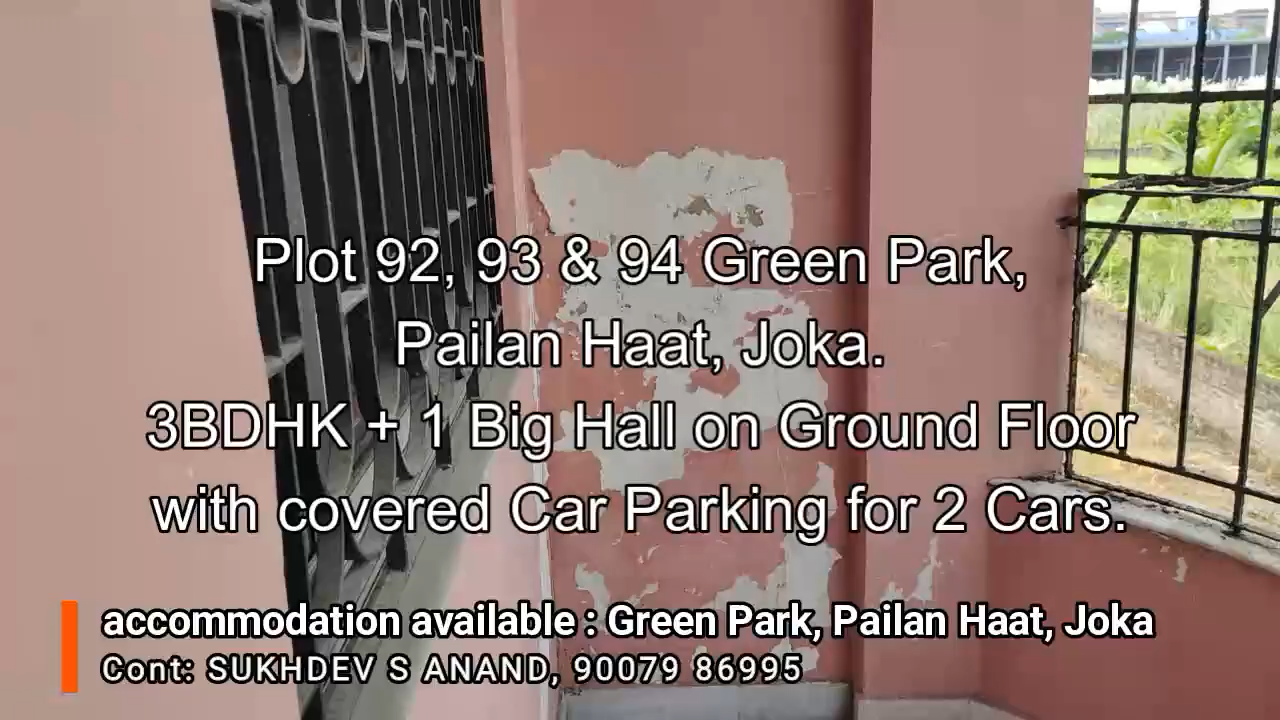 Plot 92, 93 & 94 Green Park,
Pailan Haat, Joka.
3BDHK + 1 Big Hall on Ground Floor
with covered Car Parking for 2 Cars.
accommodation available : Green Park, Pailan Haat, Joka
Cont: SUKHDEV S ANAND, 90079 86995